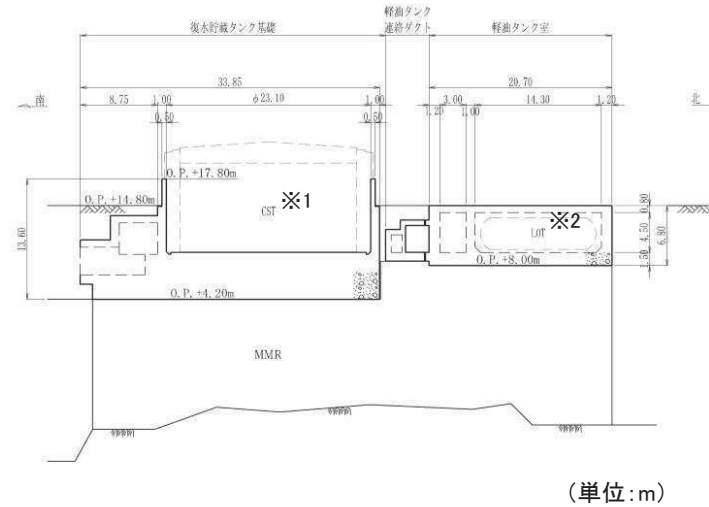 復水貯蔵タンク基礎
軽油タンク
連絡ダクト
軽油タンク室
33.85
20.70
南
8.75
1.00
φ23.10
1.00
1.20
3.00
1.00
14.30
1.20
北
0.50
0.50
O.P.+17.80m
O.P.+14.80m
CST
※1
LOT
※2
0.80
4.50
1.50
6.80
13.60
O.P.+8.00m
O.P.+4.20m
MMR
(単位:m)